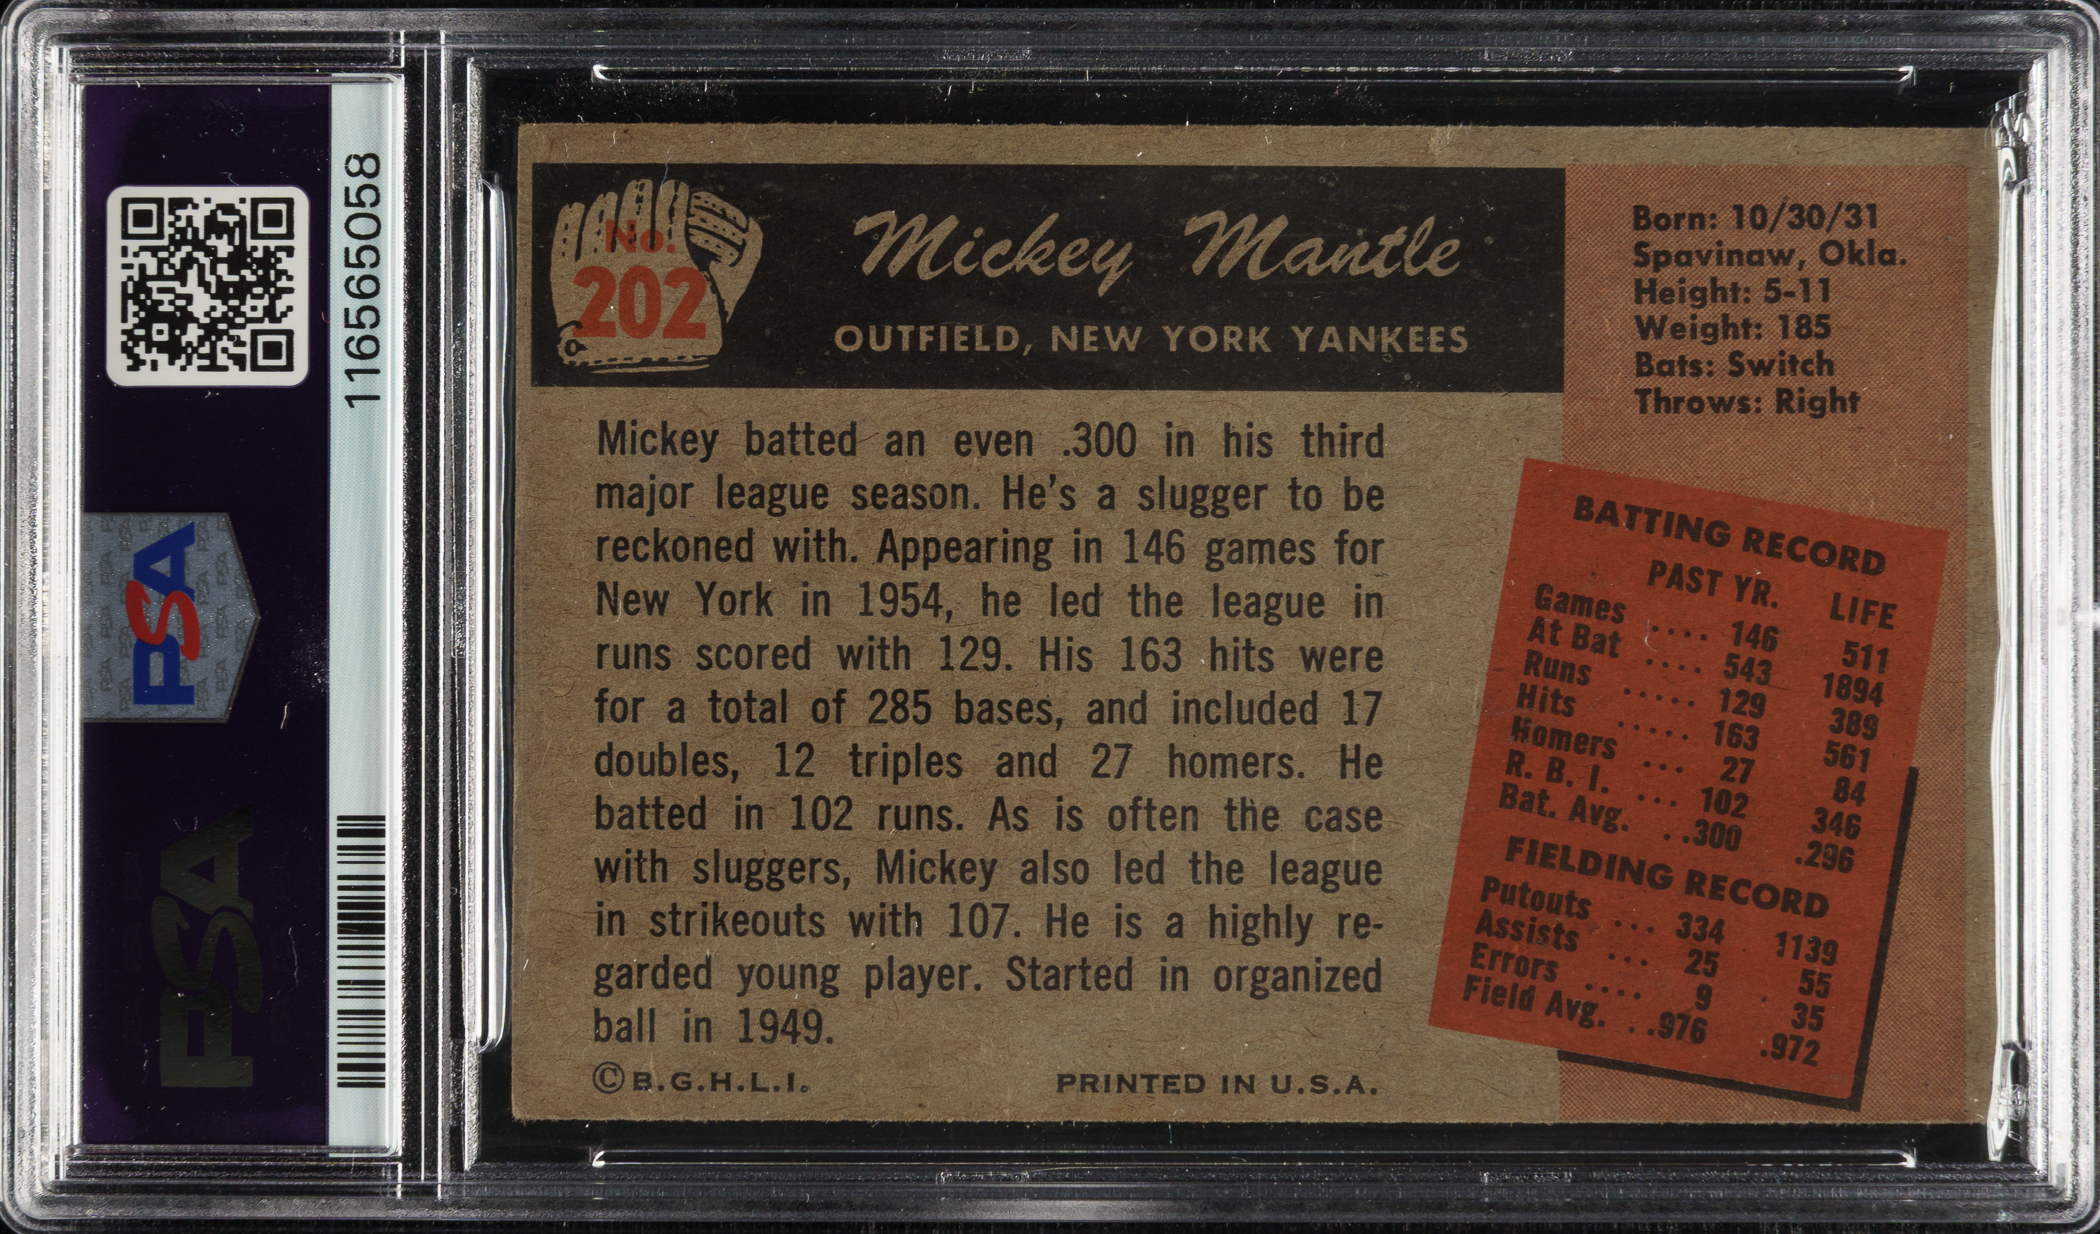 116565058
PSA
PSA
No.
202
Mickey Mantle
OUTFIELD, NEW YORK YANKEES
Born: 10/30/31
Spavinaw, Okla.
Height: 5-11
Weight: 185
Bats: Switch
Throws: Right
Mickey batted an even .300 in his third
major league season. He's a slugger to be
reckoned with. Appearing in 146 games for
New York in 1954, he led the league in
runs scored with 129. His 163 hits were
for a total of 285 bases, and included 17
doubles, 12 triples and 27 homers. He
batted in 102 runs. As is often the case
with sluggers, Mickey also led the league
in strikeouts with 107. He is a highly re-
garded young player. Started in organized
ball in 1949.
©B.G.H.L.I. PRINTED IN U.S.A.
BATTING RECORD
PAST YR. LIFE
Games .... 146 511
At Bat .... 543 1894
Runs ..... 129 389
Hits ..... 163 561
Homers ... 27 84
R. B. I. ... 102 346
Bat. Avg. ..300 .296
FIELDING RECORD
Putouts ... 334 1139
Assists ... 25 55
Errors .... 9 35
Field Avg. ..976 .972